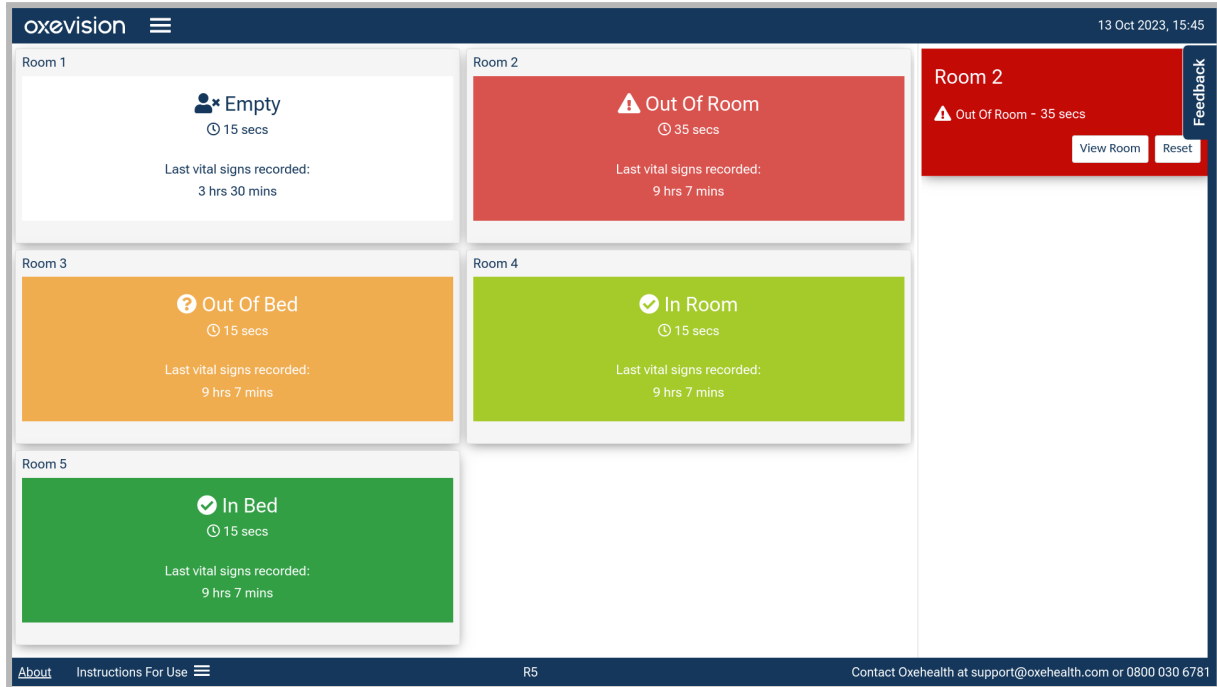 oxevision
13 Oct 2023, 15:45
Room 1
Empty
15 secs
Last vital signs recorded:
3 hrs 30 mins
Room 2
Out Of Room
35 secs
Last vital signs recorded:
9 hrs 7 mins
Room 3
Out Of Bed
15 secs
Last vital signs recorded:
9 hrs 7 mins
Room 4
In Room
15 secs
Last vital signs recorded:
9 hrs 7 mins
Room 5
In Bed
15 secs
Last vital signs recorded:
9 hrs 7 mins
Room 2
Out Of Room - 35 secs
View Room
Reset
Feedback
About
Instructions For Use
R5
Contact Oxehealth at support@oxehealth.com or 0800 030 6781